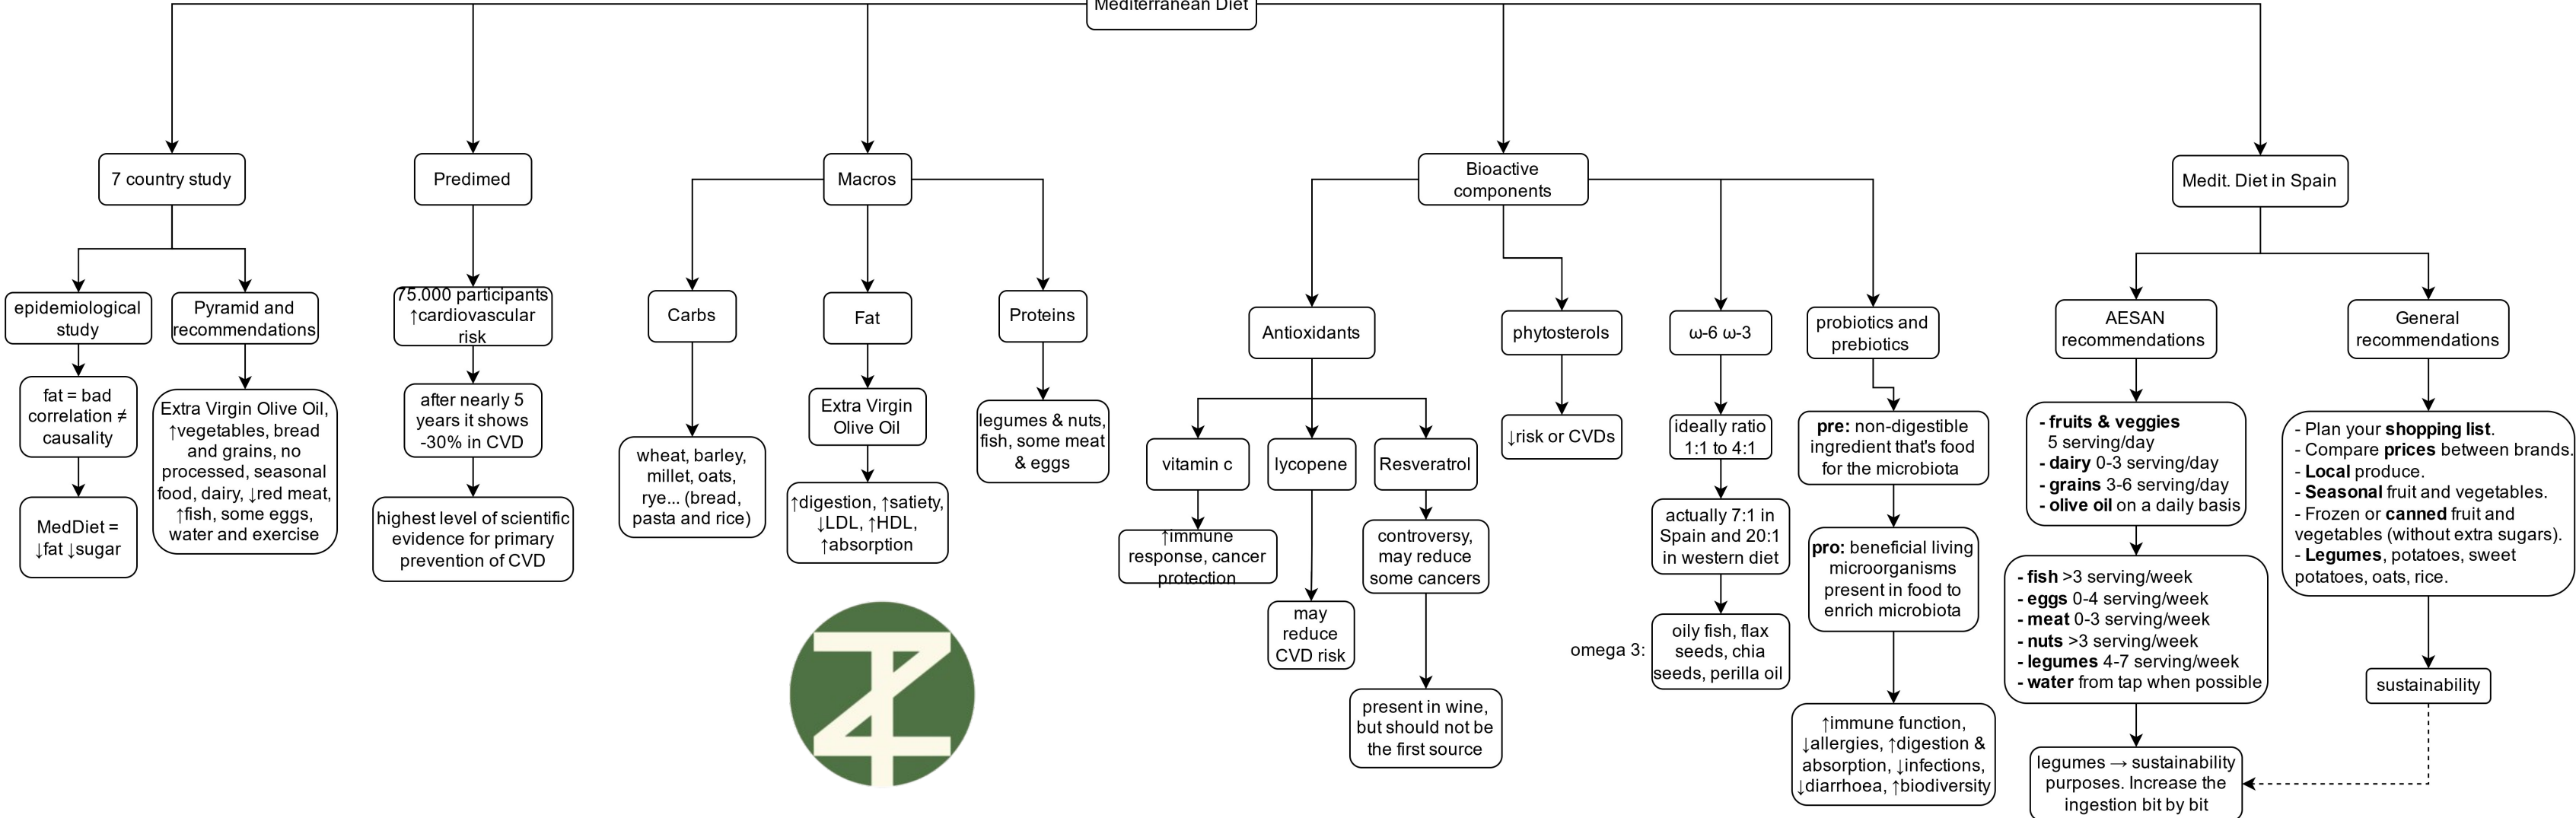 Mediterranean Diet
7 country study
epidemiological
study
fat = bad
correlation ≠
causality
MedDiet =
↓fat ↓sugar
Pyramid and
recommendations
Extra Virgin Olive Oil,
↑vegetables, bread
and grains, no
processed, seasonal
food, dairy, ↓red meat,
↑fish, some eggs,
water and exercise
Predimed
75.000 participants
↑cardiovascular
risk
after nearly 5
years it shows
-30% in CVD
highest level of scientific
evidence for primary
prevention of CVD
Macros
Carbs
wheat, barley,
millet, oats,
rye... (bread,
pasta and rice)
Fat
Extra Virgin
Olive Oil
↑digestion, ↑satiety,
↓LDL, ↑HDL,
↑absorption
Proteins
legumes & nuts,
fish, some meat
& eggs
Bioactive
components
Antioxidants
vitamin c
↑immune
response, cancer
protection
lycopene
may
reduce
CVD risk
Resveratrol
controversy,
may reduce
some cancers
present in wine,
but should not be
the first source
phytosterols
↓risk or CVDs
ω-6 ω-3
ideally ratio
1:1 to 4:1
actually 7:1 in
Spain and 20:1
in western diet
omega 3:
oily fish, flax
seeds, chia
seeds, perilla oil
probiotics and
prebiotics
pre: non-digestible
ingredient that's food
for the microbiota
pro: beneficial living
microorganisms
present in food to
enrich microbiota
↑immune function,
↓allergies, ↑digestion &
absorption, ↓infections,
↓diarrhoea, ↑biodiversity
Medit. Diet in Spain
AESAN
recommendations
- fruits & veggies
5 serving/day
- dairy 0-3 serving/day
- grains 3-6 serving/day
- olive oil on a daily basis
- fish >3 serving/week
- eggs 0-4 serving/week
- meat 0-3 serving/week
- nuts >3 serving/week
- legumes 4-7 serving/week
- water from tap when possible
legumes → sustainability
purposes. Increase the
ingestion bit by bit
General
recommendations
- Plan your shopping list.
- Compare prices between brands.
- Local produce.
- Seasonal fruit and vegetables.
- Frozen or canned fruit and
vegetables (without extra sugars).
- Legumes, potatoes, sweet
potatoes, oats, rice.
sustainability